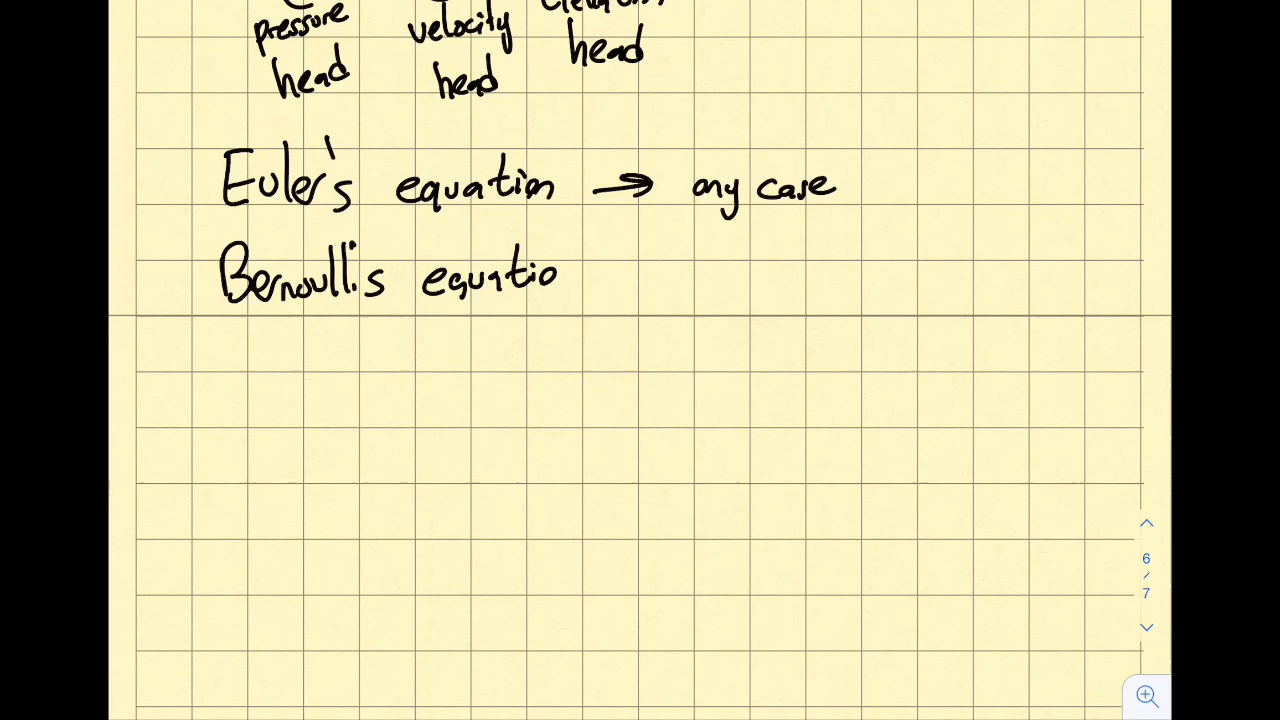 pressure velocity
head head head
Euler's equation → any case
Bernoulli's equatio
6
/
7